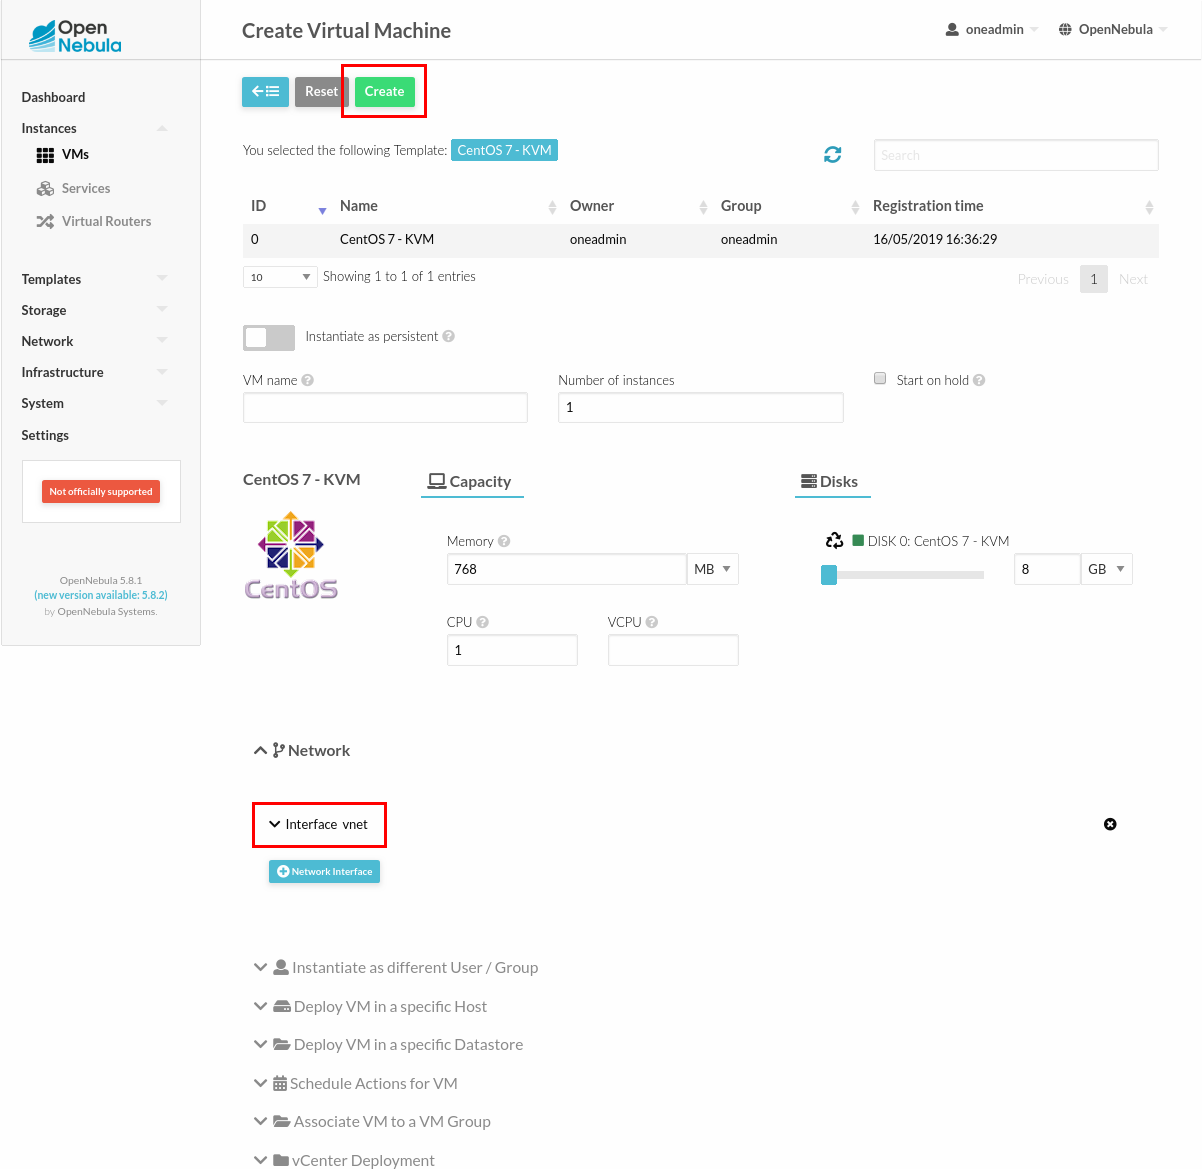 Open
Nebula
Create Virtual Machine
oneadmin
OpenNebula
Dashboard
Instances
VMs
Services
Virtual Routers
Templates
Storage
Network
Infrastructure
System
Settings
Not officially supported
OpenNebula 5.8.1
(new version available: 5.8.2)
by OpenNebula Systems.
Reset
Create
You selected the following Template: CentOS 7 - KVM
Search
ID Name Owner Group Registration time
0 CentOS 7 - KVM oneadmin oneadmin 16/05/2019 16:36:29
10 Showing 1 to 1 of 1 entries
Previous 1 Next
Instantiate as persistent
VM name Number of instances Start on hold
1
CentOS 7 - KVM Capacity Disks
CentOS
Memory
768 MB
DISK 0: CentOS 7 - KVM
8 GB
CPU VCPU
1
Network
Interface vnet
Network Interface
Instantiate as different User / Group
Deploy VM in a specific Host
Deploy VM in a specific Datastore
Schedule Actions for VM
Associate VM to a VM Group
vCenter Deployment